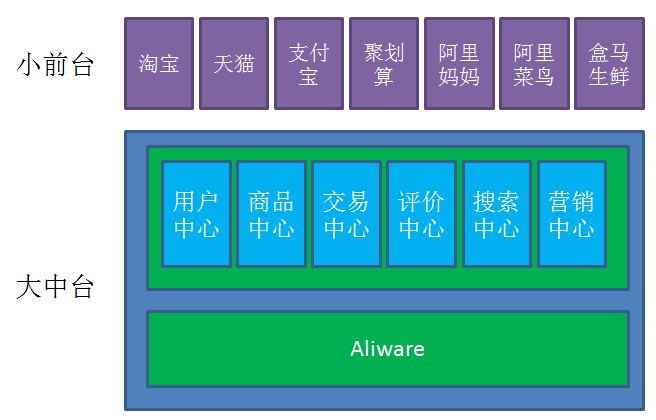 小前台
淘宝
天猫
支付
宝
聚划
算
阿里
妈妈
阿里
菜鸟
盒马
生鲜
大中台
用户
中心
商品
中心
交易
中心
评价
中心
搜索
中心
营销
中心
Aliware